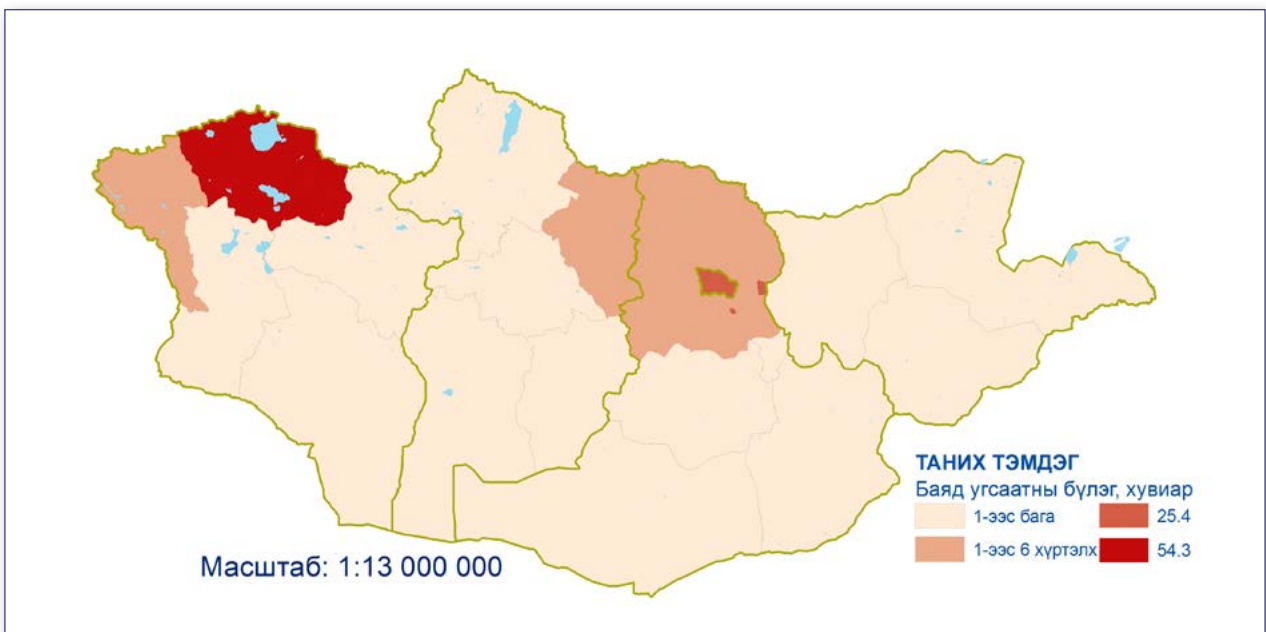 ТАНИХ ТЭМДЭГ
Баяд угсаатны бүлэг, хувиар
1-ээс бага 25.4
1-ээс 6 хүртэлх 54.3
Масштаб: 1:13 000 000